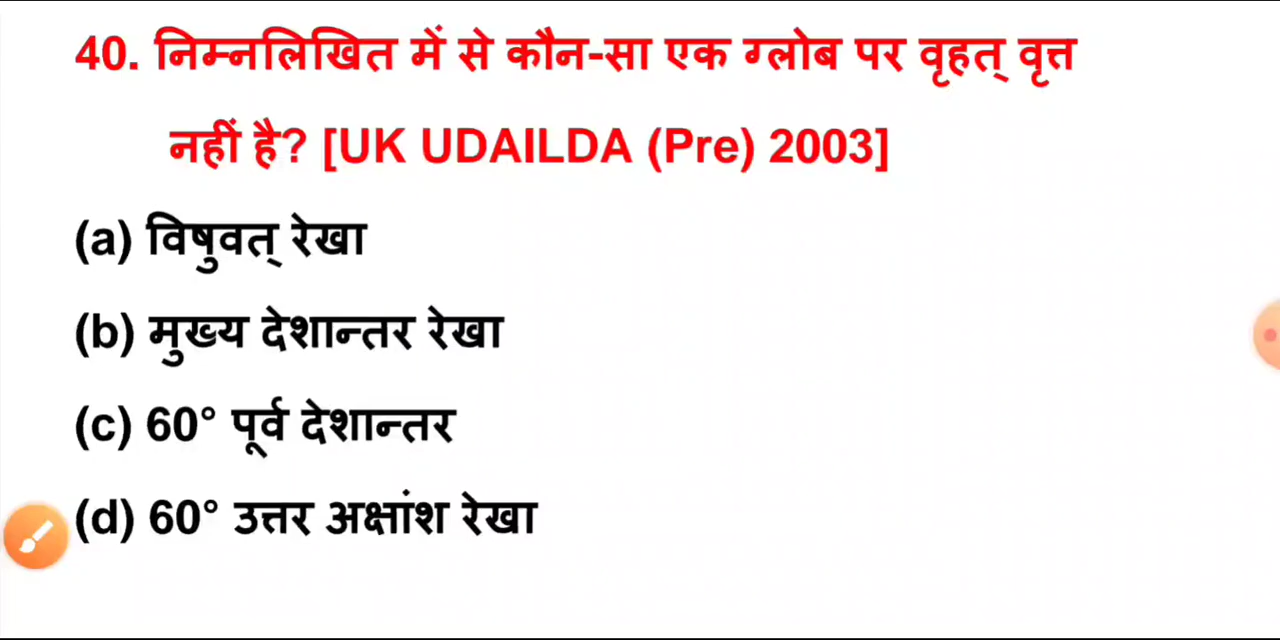 40. निम्नलिखित में से कौन-सा एक ग्लोब पर वृहत् वृत्त
नहीं है? [UK UDAILDA (Pre) 2003]
(a) विषुवत् रेखा
(b) मुख्य देशान्तर रेखा
(c) 60° पूर्व देशान्तर
(d) 60° उत्तर अक्षांश रेखा